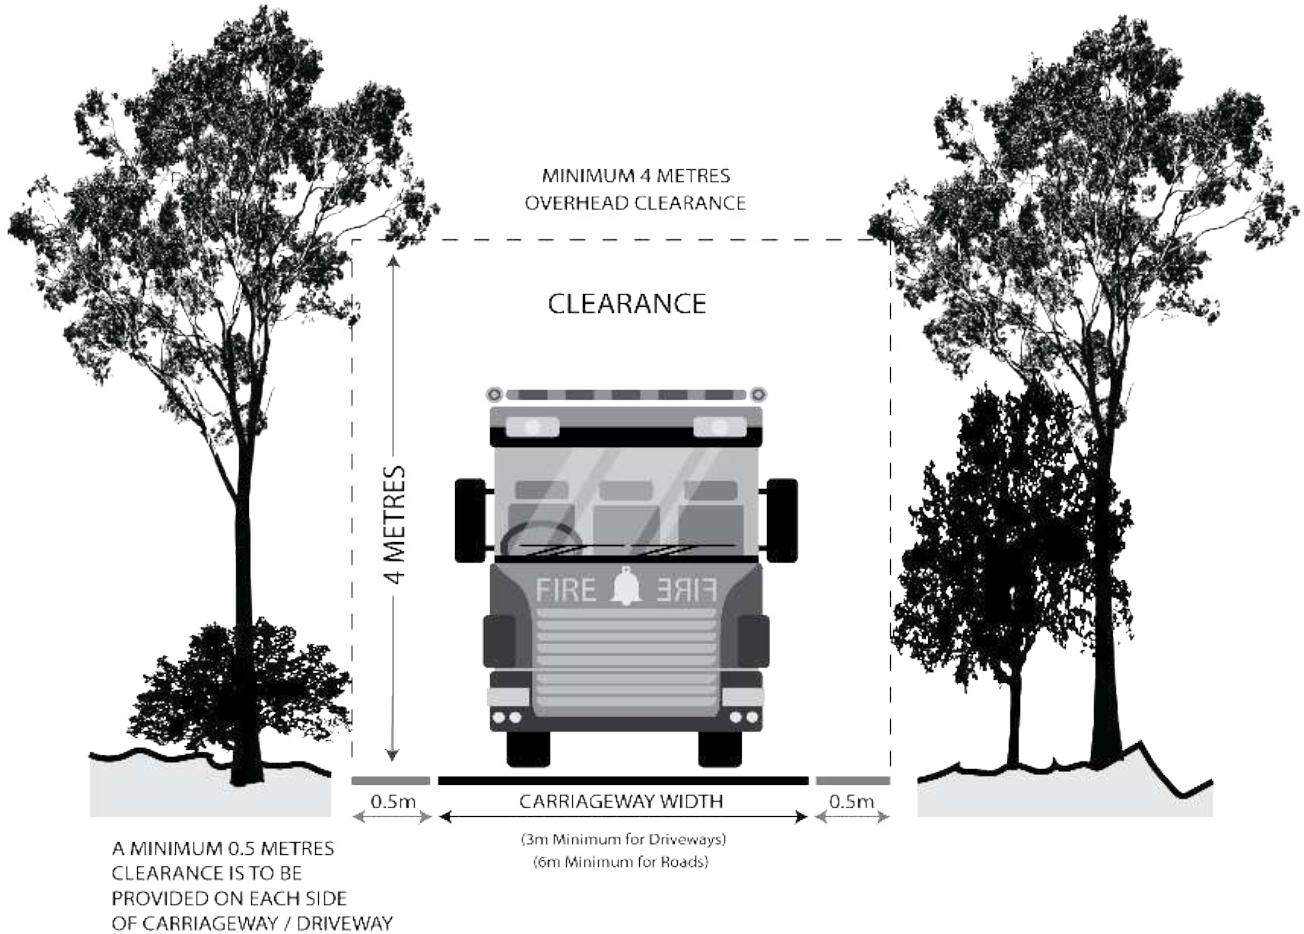 MINIMUM 4 METRES
OVERHEAD CLEARANCE
CLEARANCE
4 METRES
FIRE FIRE
0.5m
CARRIAGEWAY WIDTH
0.5m
(3m Minimum for Driveways)
(6m Minimum for Roads)
A MINIMUM 0.5 METRES
CLEARANCE IS TO BE
PROVIDED ON EACH SIDE
OF CARRIAGEWAY / DRIVEWAY